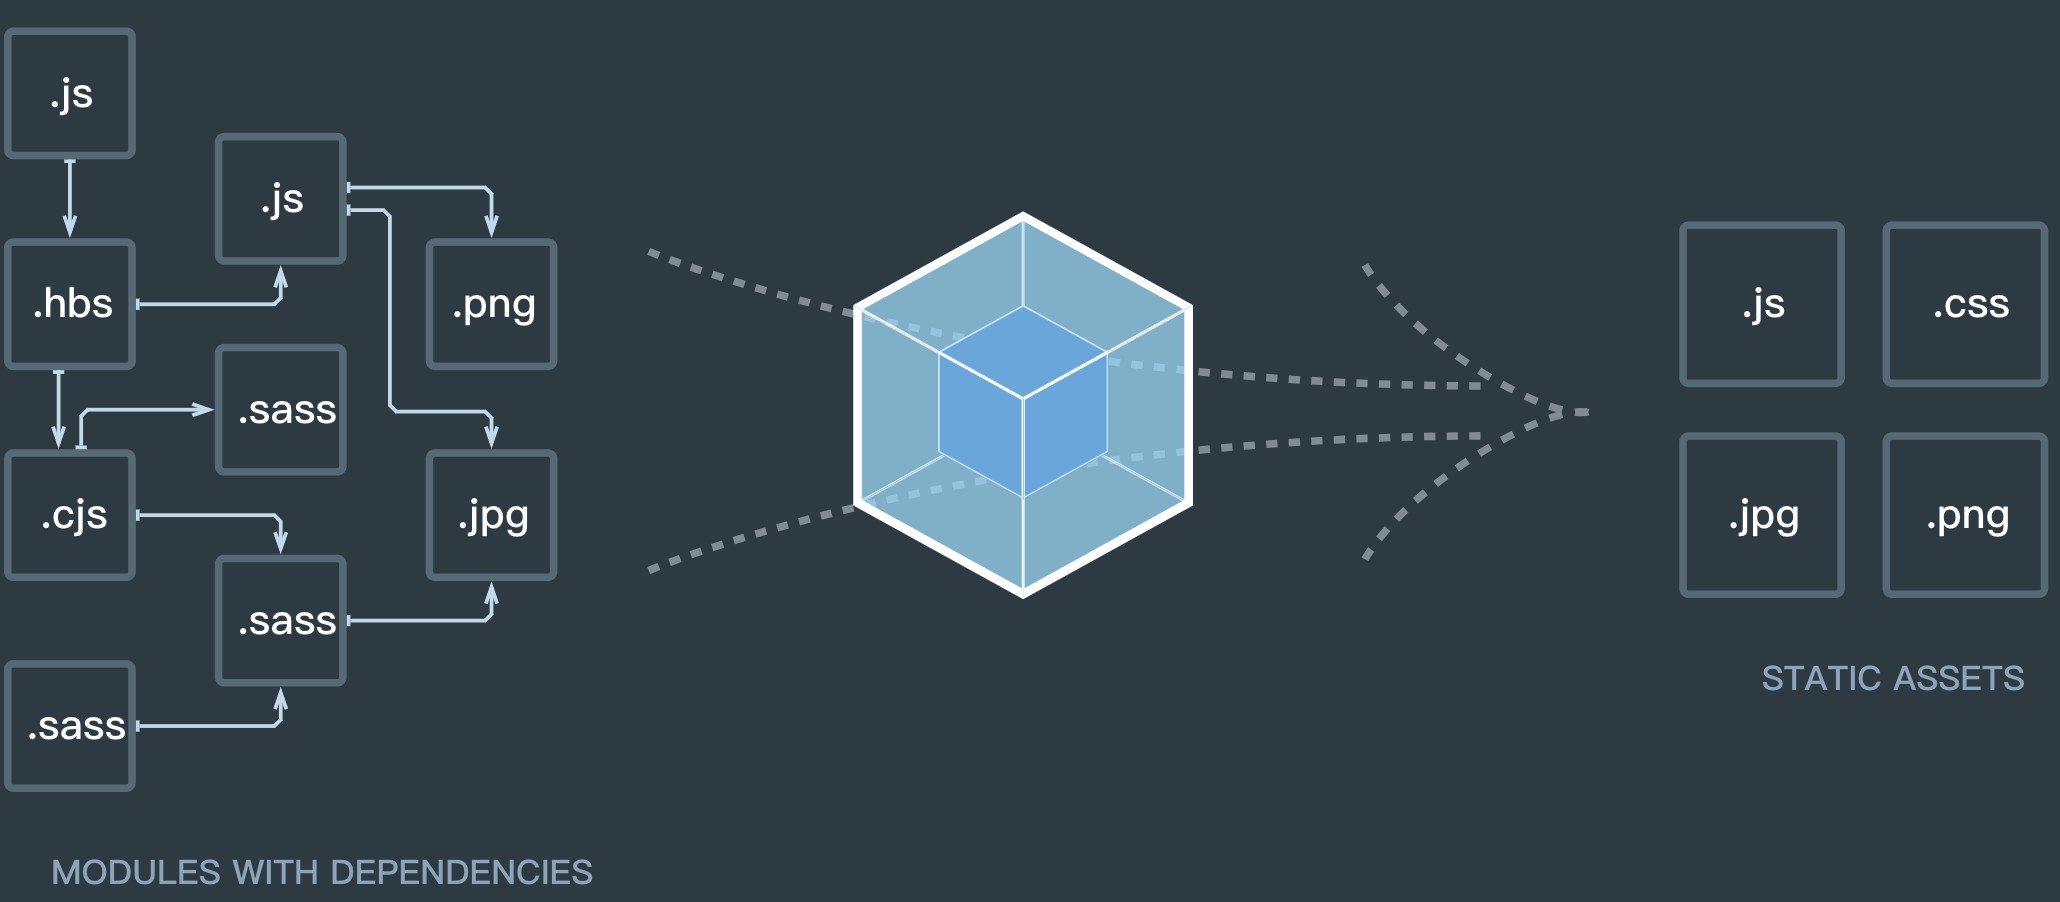 .js
.js
.hbs
.png
.sass
.cjs
.jpg
.sass
.sass
MODULES WITH DEPENDENCIES
.js
.css
.jpg
.png
STATIC ASSETS